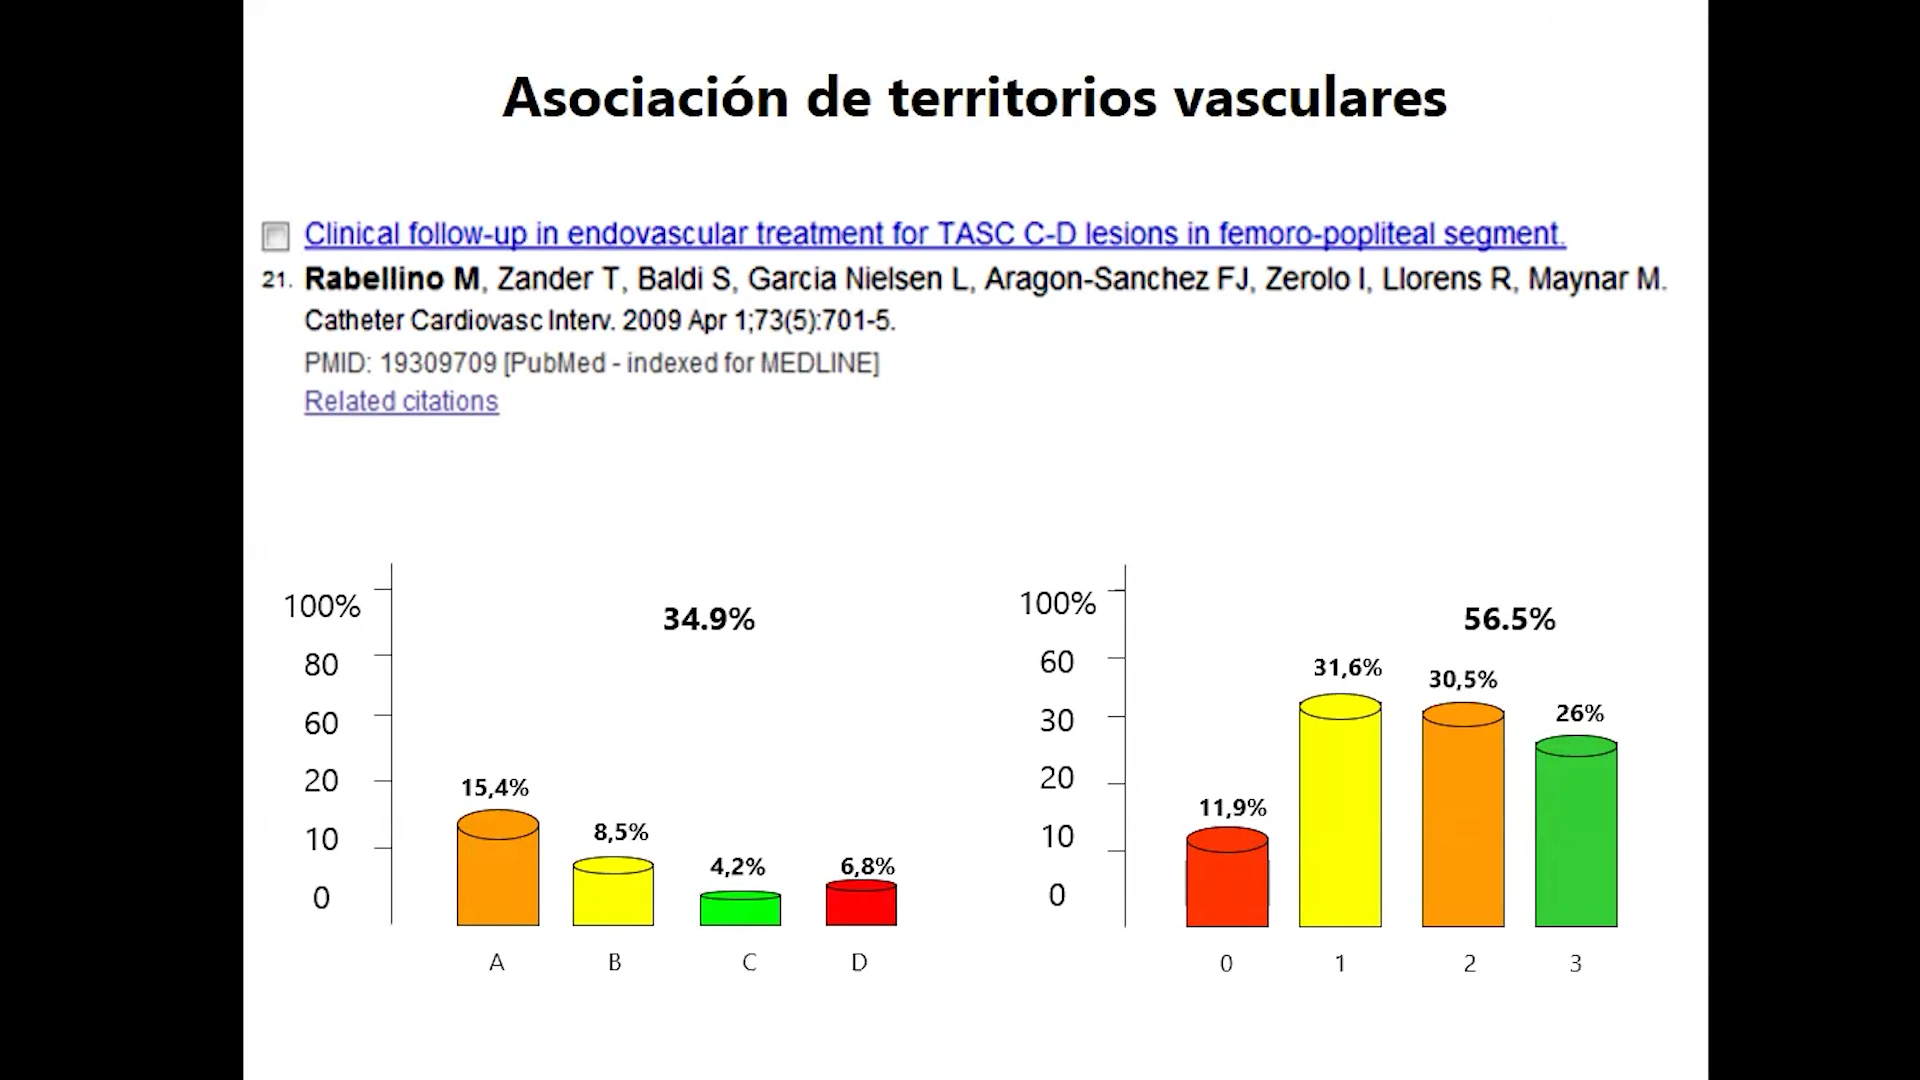 Asociación de territorios vasculares
Clinical follow-up in endovascular treatment for TASC C-D lesions in femoro-popliteal segment.
21. Rabellino M, Zander T, Baldi S, Garcia Nielsen L, Aragon-Sanchez FJ, Zerolo I, Llorens R, Maynar M.
Catheter Cardiovasc Interv. 2009 Apr 1;73(5):701-5.
PMID: 19309709 [PubMed - indexed for MEDLINE]
Related citations
100%
80
60
20
10
0
34.9%
15,4%
8,5%
4,2%
6,8%
A
B
C
D
100%
60
30
20
10
0
56.5%
11,9%
31,6%
30,5%
26%
0
1
2
3